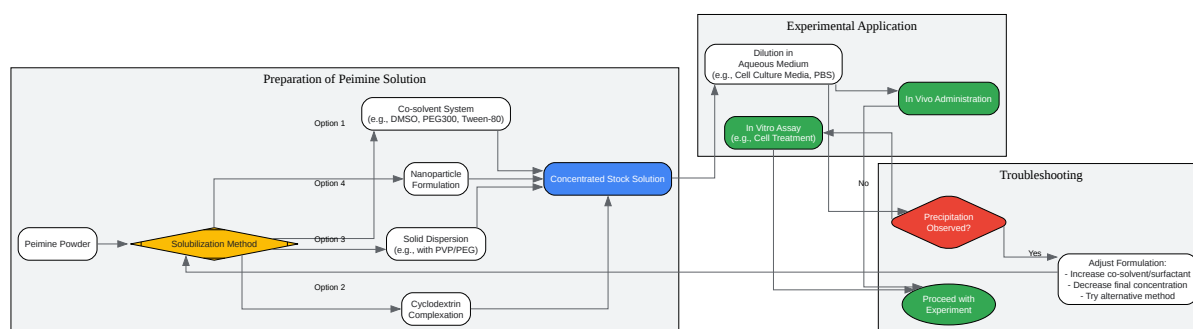 Experimental Application
Dilution in
Aqueous Medium
(e.g., Cell Culture Media, PBS)
In Vivo Administration
In Vitro Assay
(e.g., Cell Treatment)
Preparation of Peimine Solution
Co-solvent System
(e.g., DMSO, PEG300, Tween-80)
Option 1
Nanoparticle
Formulation
Option 4
Concentrated Stock Solution
Peimine Powder
Solubilization Method
Option 3
Solid Dispersion
(e.g., with PVP/PEG)
Option 2
Cyclodextrin
Complexation
Troubleshooting
No
Precipitation
Observed?
Yes
Adjust Formulation:
- Increase co-solvent/surfactant
- Decrease final concentration
- Try alternative method
Proceed with
Experiment